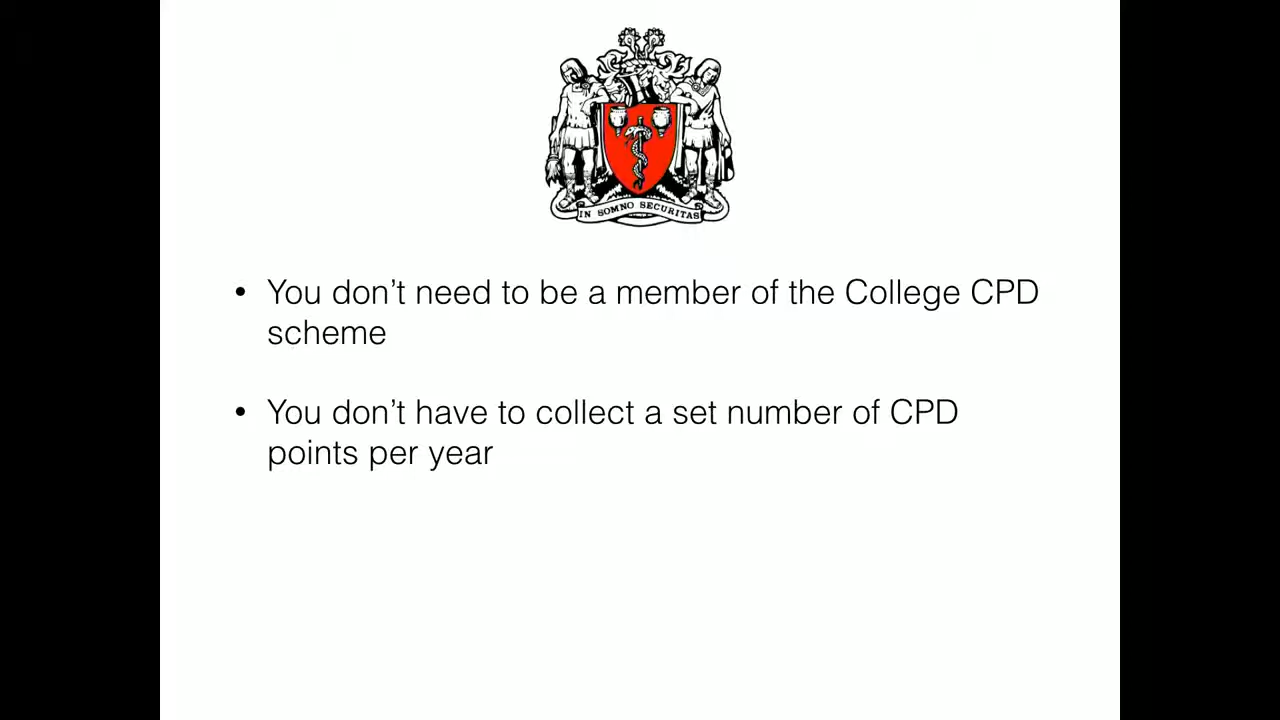 IN SOMNO SECURITAS
• You don’t need to be a member of the College CPD
scheme
• You don’t have to collect a set number of CPD
points per year